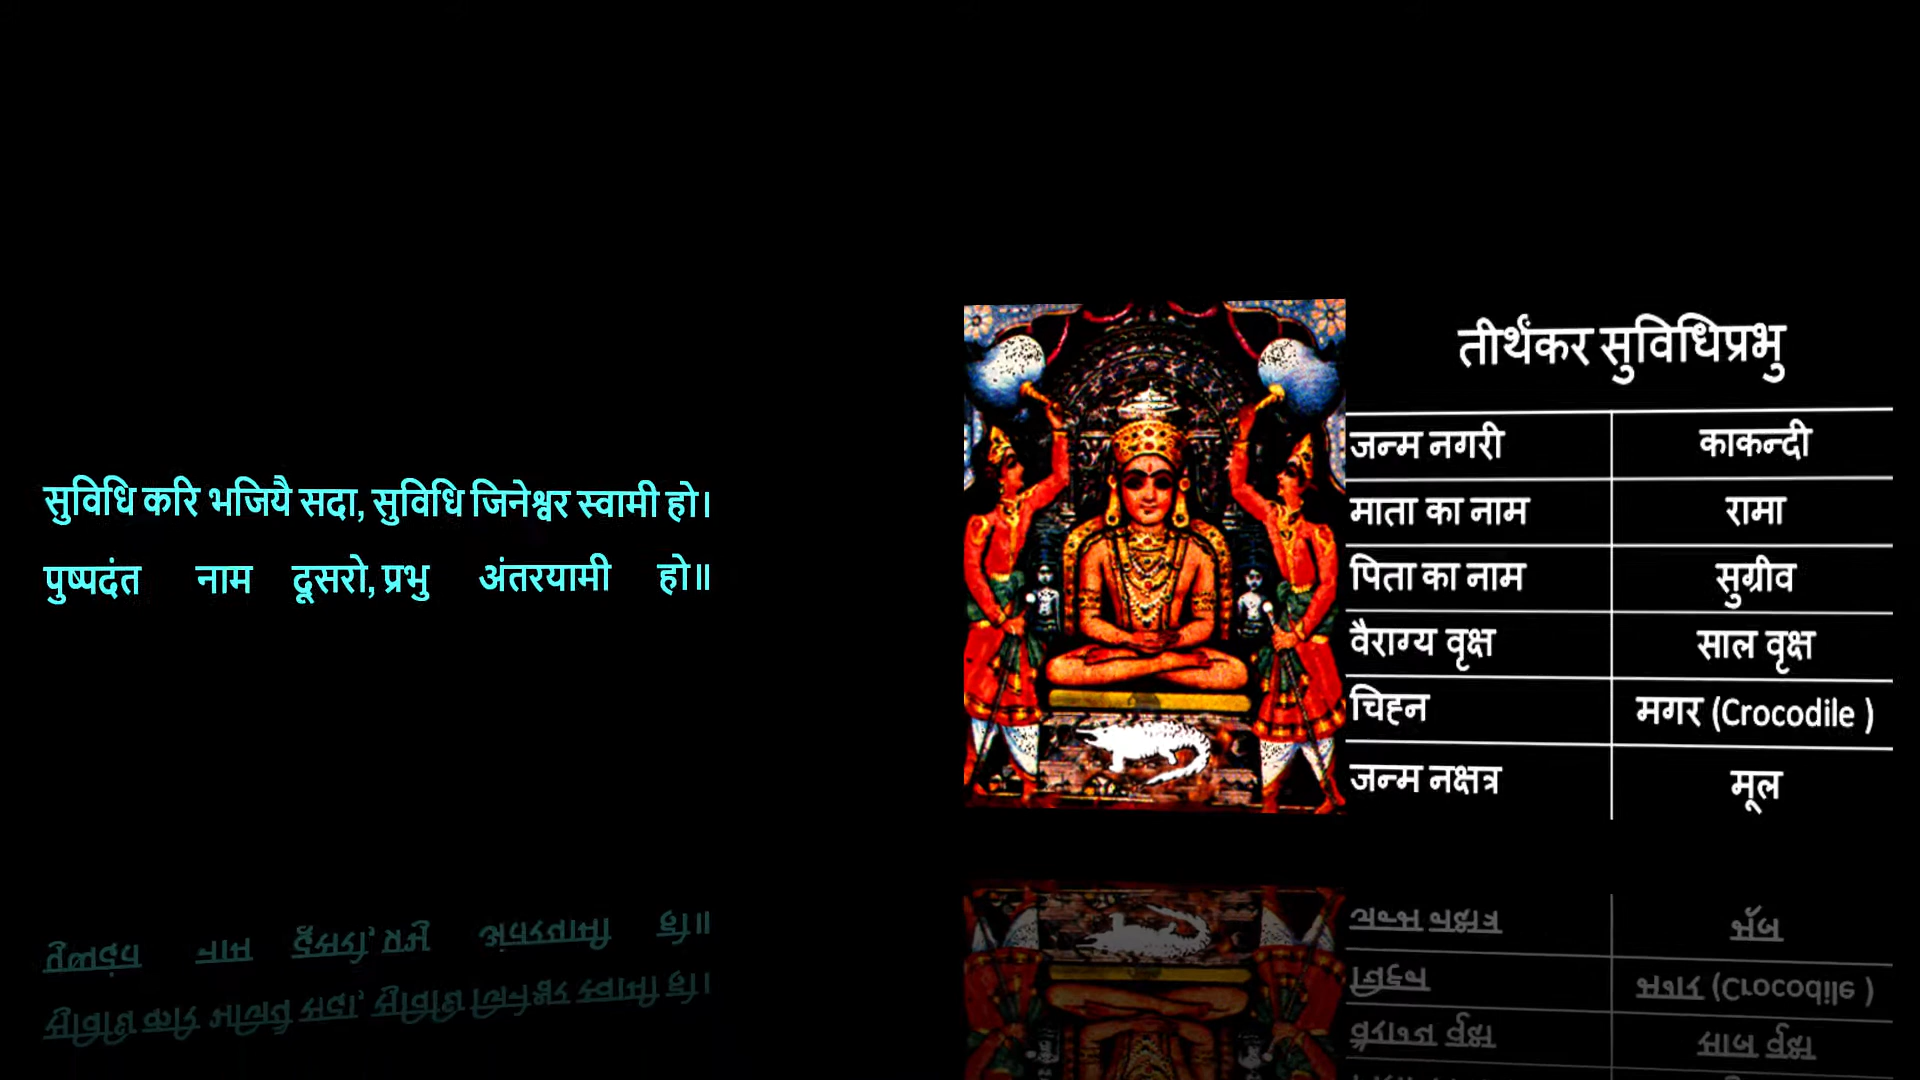 सुविधि करि भजियै सदा, सुविधि जिनेश्वर स्वामी हो।
पुष्पदंत नाम दूसरो, प्रभु अंतरयामी हो॥
तीर्थंकर सुविधिप्रभु
जन्म नगरी काकन्दी
माता का नाम रामा
पिता का नाम सुग्रीव
वैराग्य वृक्ष साल वृक्ष
चिह्न मगर (Crocodile )
जन्म नक्षत्र मूल